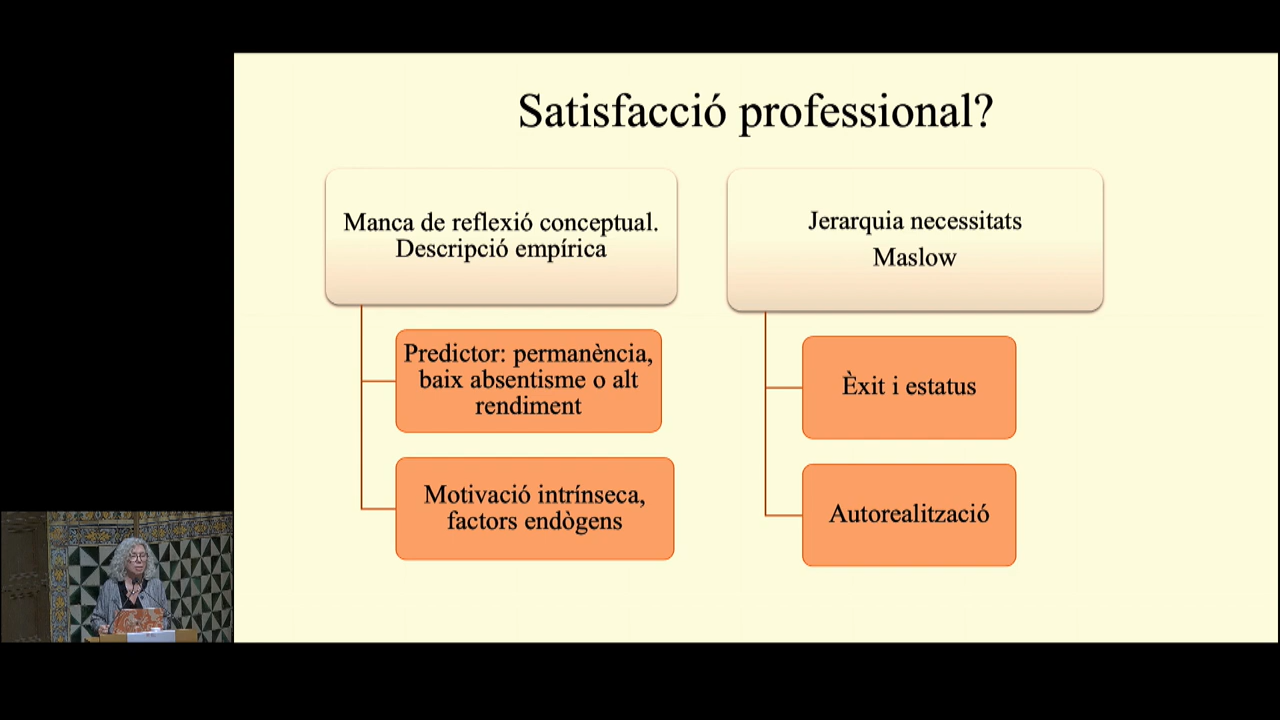 Satisfacció professional?
Manca de reflexió conceptual.
Descripció empírica
Predictor: permanència,
baix absentisme o alt
rendiment
Motivació intrínseca,
factors endògens
Jerarquia necessitats
Maslow
Èxit i estatus
Autorealització